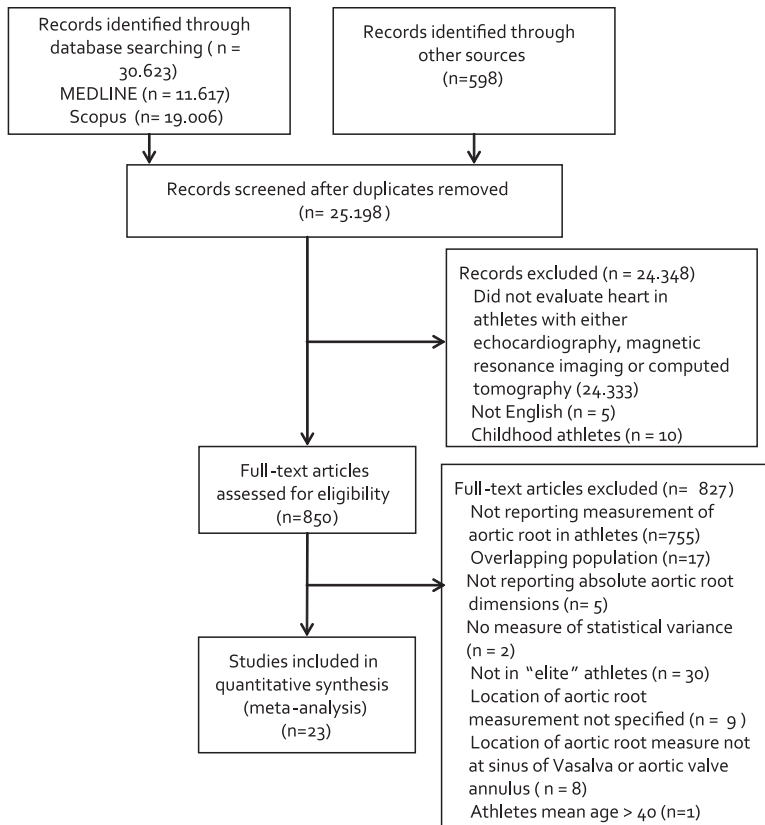 Records identified through
database searching ( n =
30.623)
MEDLINE (n = 11.617)
Scopus (n= 19.006)
Records identified through
other sources
(n=598)
Records screened after duplicates removed
(n= 25.198)
Records excluded (n = 24.348)
Did not evaluate heart in
athletes with either
echocardiography, magnetic
resonance imaging or computed
tomography (24.333)
Not English (n = 5)
Childhood athletes (n = 10)
Full-text articles
assessed for eligibility
(n=850)
Full-text articles excluded (n= 827)
Not reporting measurement of
aortic root in athletes (n=755)
Overlapping population (n=17)
Not reporting absolute aortic root
dimensions (n= 5)
No measure of statistical variance
(n = 2)
Not in “elite” athletes (n = 30)
Location of aortic root
measurement not specified (n = 9 )
Location of aortic root measure not
at sinus of Vasalva or aortic valve
annulus ( n = 8)
Athletes mean age > 40 (n=1)
Studies included in
quantitative synthesis
(meta-analysis)
(n=23)